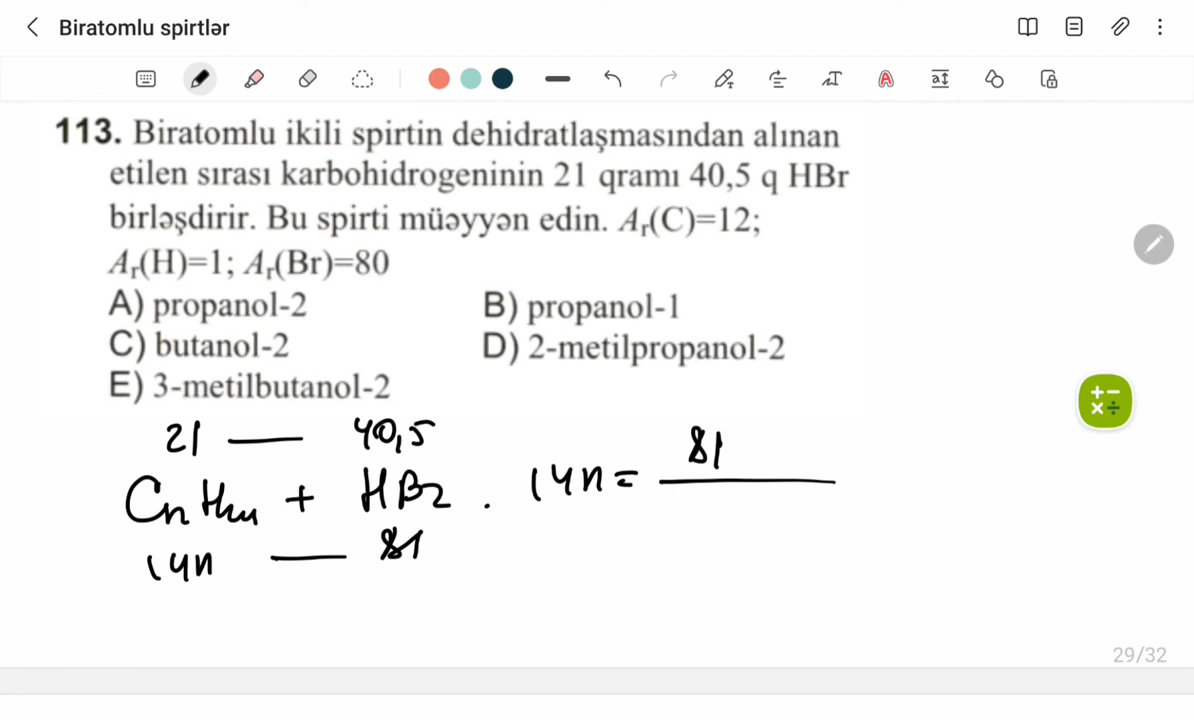 Biratomlu spirtlər
113. Biratomlu ikili spirtin dehidratlaşmasından alınan
etilen sırası karbohidrogeninin 21 qramı 40,5 q HBr
birləşdirir. Bu spirti müəyyən edin. Ar(C)=12;
Ar(H)=1; Ar(Br)=80
A) propanol-2 B) propanol-1
C) butanol-2 D) 2-metilpropanol-2
E) 3-metilbutanol-2
21 — 40,5
CnH2n + HBr . 14n = 81
14n — 81
29/32